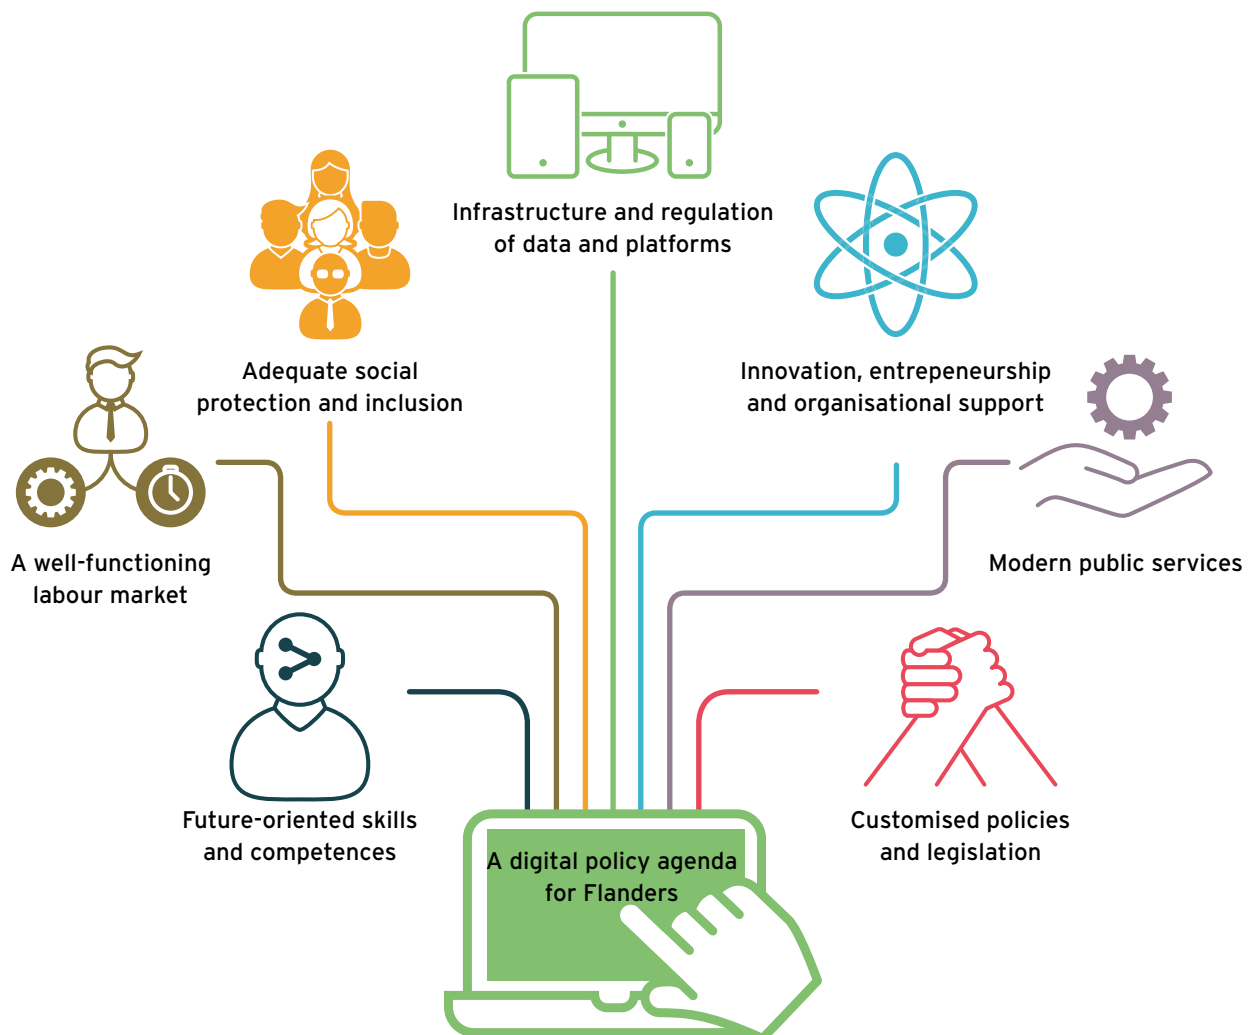 Infrastructure and regulation
of data and platforms
Adequate social
protection and inclusion
Innovation, entrepeneurship
and organisational support
A well-functioning
labour market
Modern public services
Future-oriented skills
and competences
Customised policies
and legislation
A digital policy agenda
for Flanders